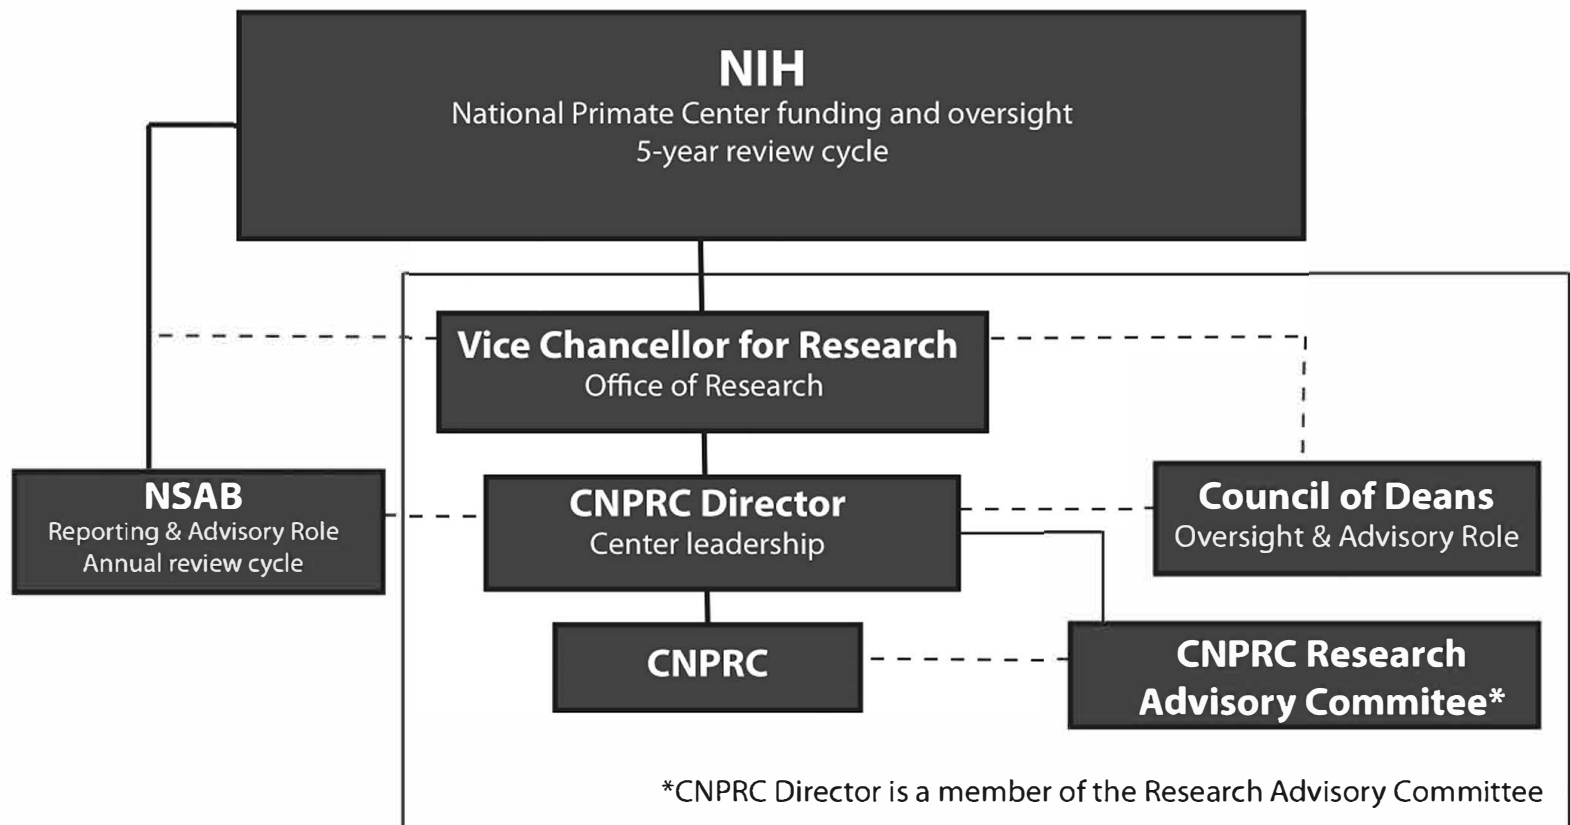 NIH
National Primate Center funding and oversight
5-year review cycle
Vice Chancellor for Research
Office of Research
NSAB
Reporting & Advisory Role
Annual review cycle
CNPRC Director
Center leadership
Council of Deans
Oversight & Advisory Role
CNPRC
CNPRC Research
Advisory Commitee*
*CNPRC Director is a member of the Research Advisory Committee